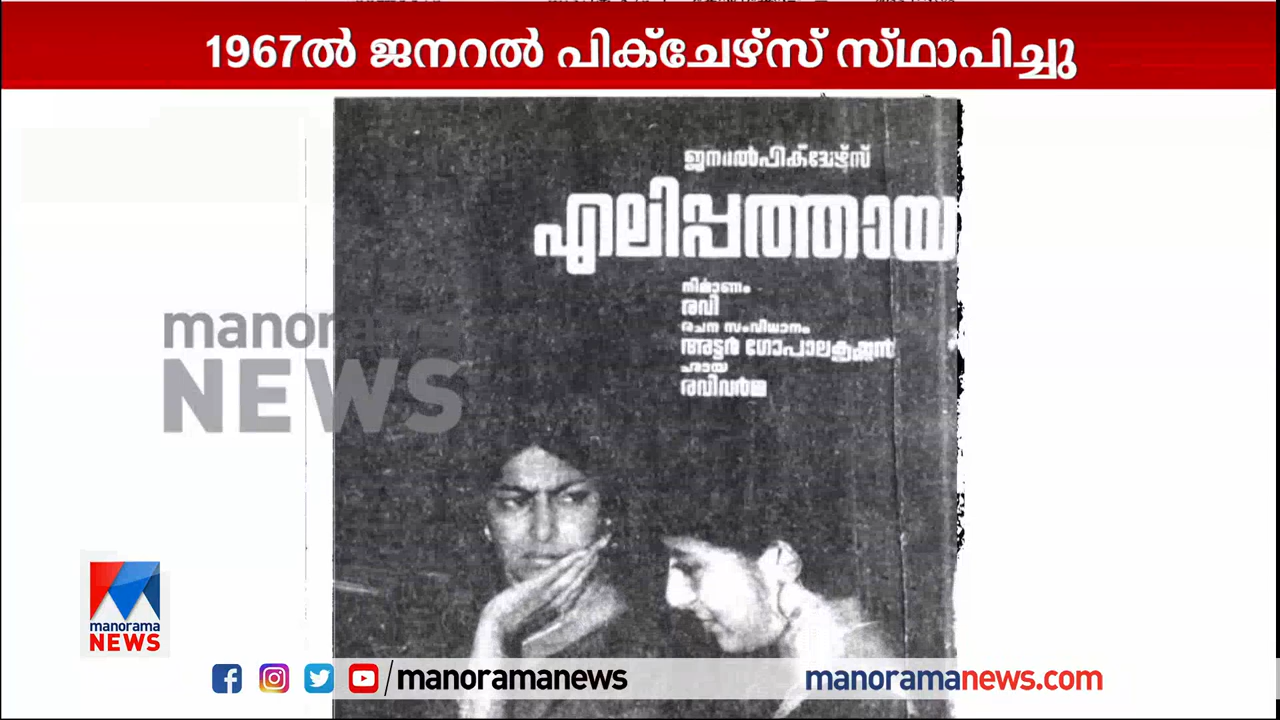 1967ൽ ജനറൽ പിക്ചേഴ്സ് സ്ഥാപിച്ചു
ജനറൽപിക്ചേഴ്സ്
എലിപ്പത്തായ
നിർമാണം
രവി
രചന സംവിധാനം
അടൂർ ഗോപാലകൃഷ്ണൻ
ഛായ
രവിവർമ്മ
manorama
NEWS
manorama
NEWS
/manoramanews
manoramanews.com